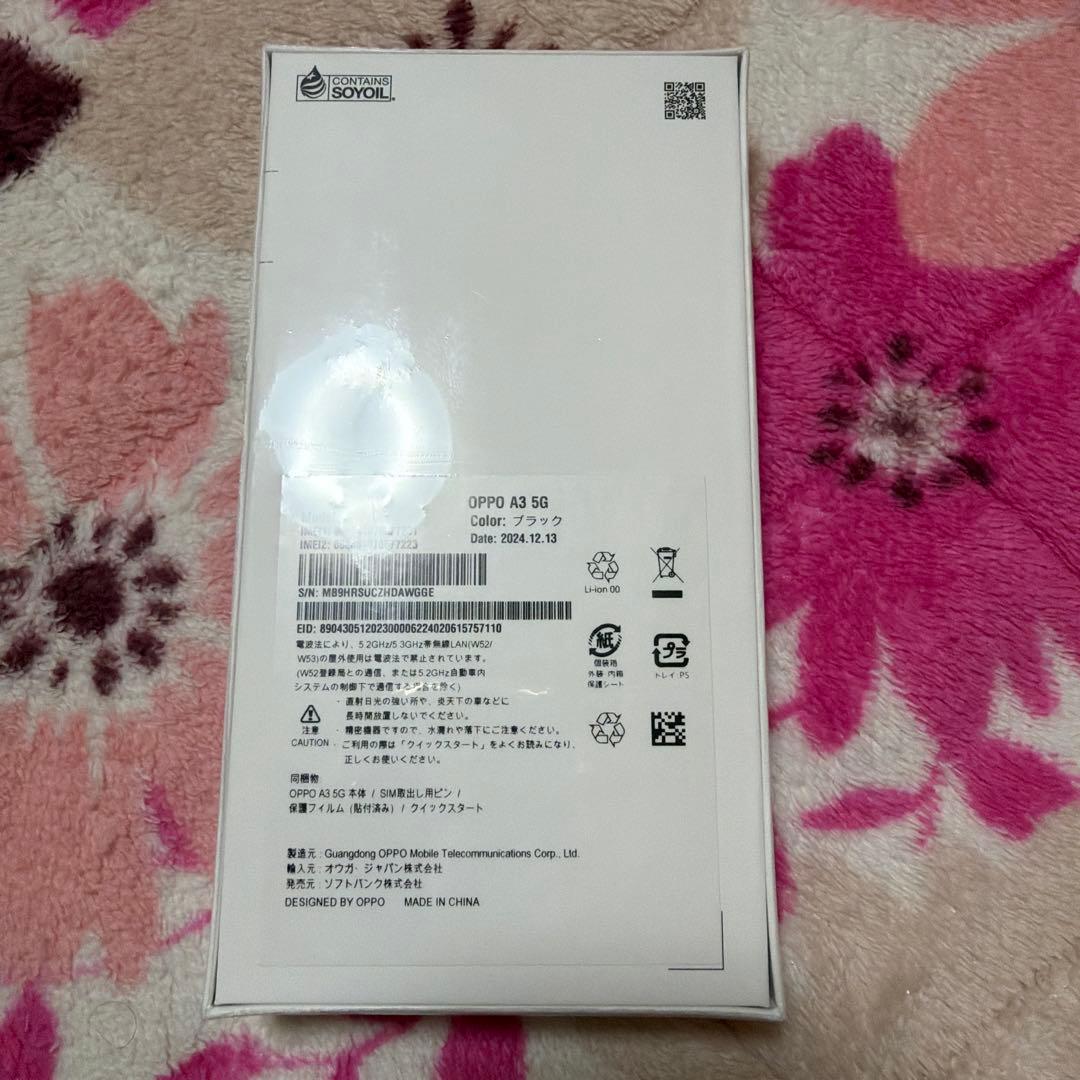 CONTAINS
SOYOIL
OPPO A3 5G
Color: ブラック
Date: 2024.12.13
IMEI2:
S/N: M89HRSUCZHDAWGGE
EID: 89043051202300006224020615757110
電波法により、5.2GHz/5.3GHz帯無線LAN(W52/
W53)の屋外使用は電波法で禁止されています。
(W52登録局との通信、または5.2GHz自動車内
システムの制御下で通信する場合を除く)
・直射日光の強い所や、炎天下の車などに
長時間放置しないでください。
・精密機器ですので、水濡れや落下にご注意ください。
・ご利用の際は「クイックスタート」をよくお読みになり、
正しくお使いください。
注意
CAUTION
Li-ion 00
紙
個装箱
外装 内箱
保護シート
プラ
トレイ:PS
同梱物
OPPO A3 5G 本体 / SIM取出し用ピン /
保護フィルム (貼付済み) / クイックスタート
製造元 : Guangdong OPPO Mobile Telecommunications Corp., Ltd.
輸入元 : オウガ・ジャパン株式会社
発売元 : ソフトバンク株式会社
DESIGNED BY OPPO MADE IN CHINA